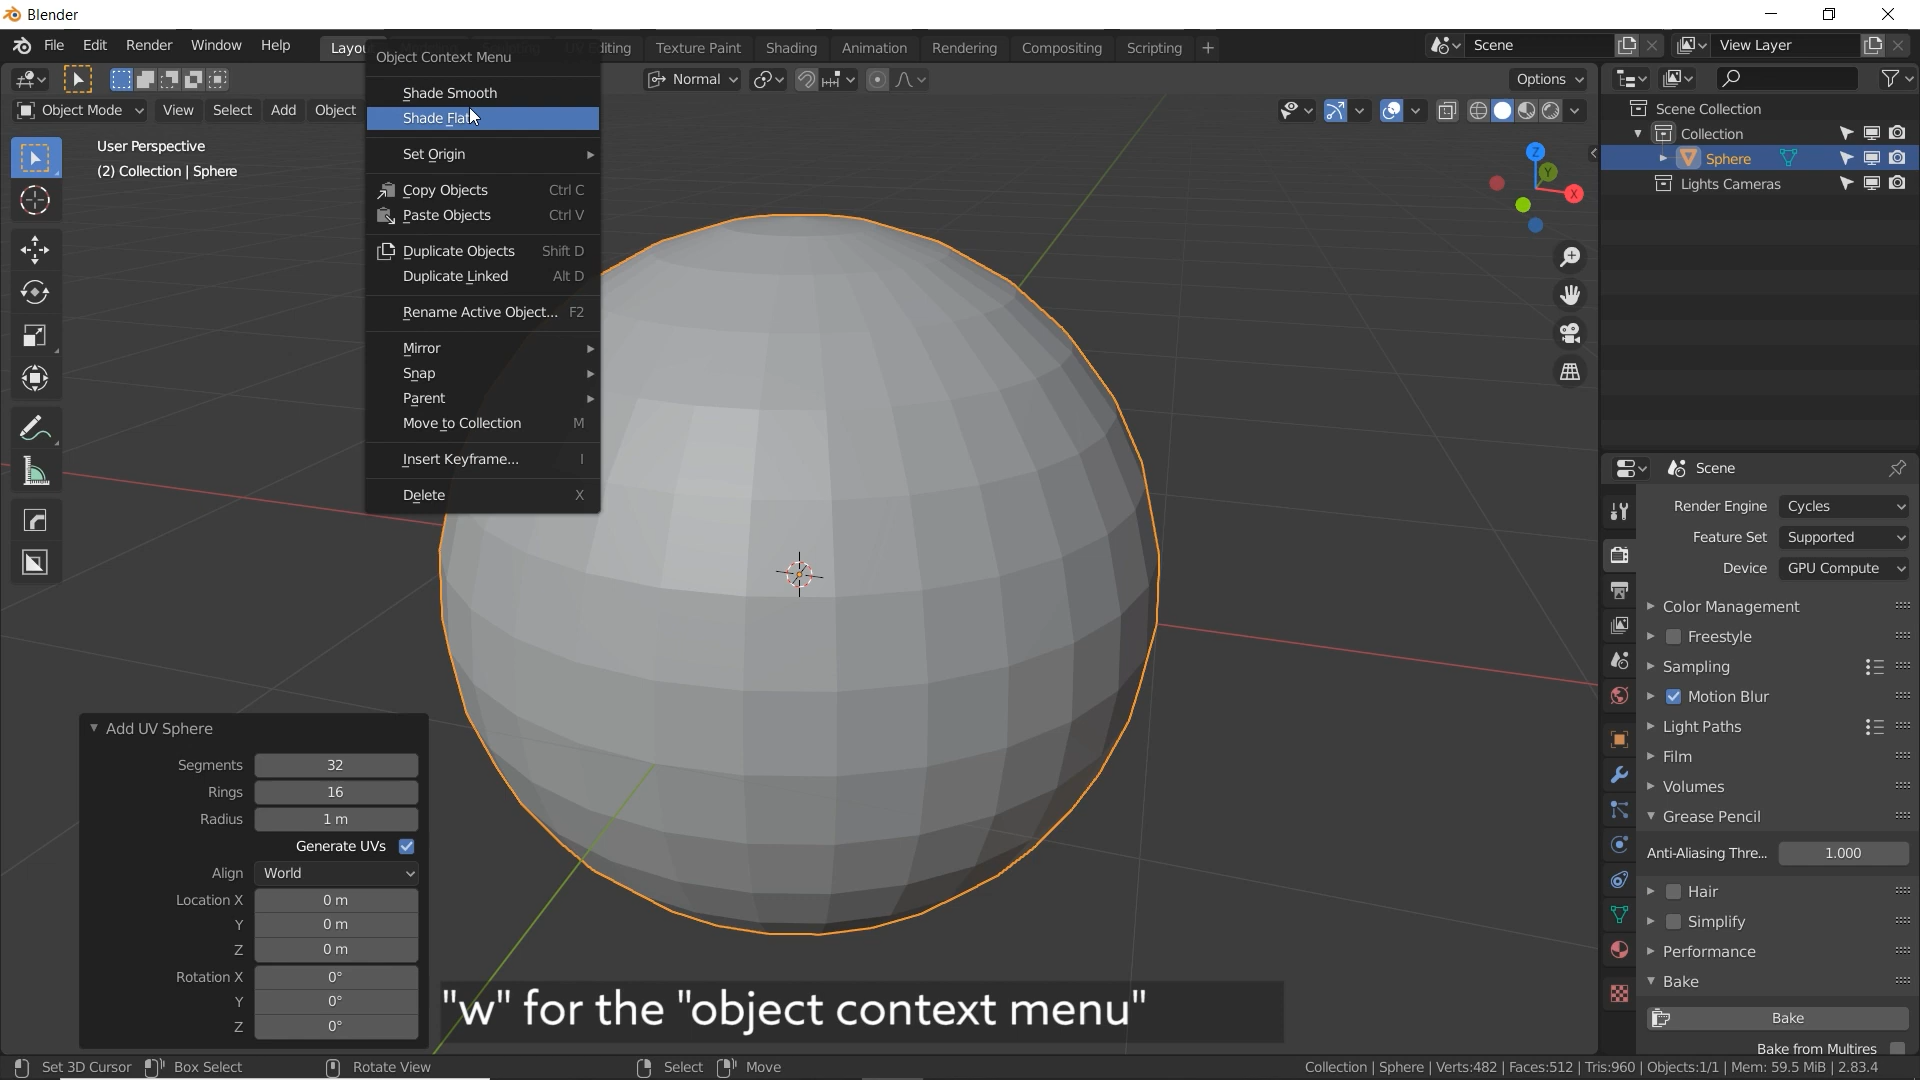 Blender
File Edit Render Window Help Layou diting Texture Paint Shading Animation Rendering Compositing Scripting + Scene View Layer
Object Context Menu
Normal Options
Object Mode View Select Add Object
User Perspective
(2) Collection | Sphere
Shade Smooth
Shade Flat
Set Origin
Copy Objects Ctrl C
Paste Objects Ctrl V
Duplicate Objects Shift D
Duplicate Linked Alt D
Rename Active Object... F2
Mirror
Snap
Parent
Move to Collection M
Insert Keyframe... I
Delete X
Z
Y
X
Scene Collection
Collection
Sphere
Lights Cameras
Scene
Render Engine Cycles
Feature Set Supported
Device GPU Compute
Color Management
Freestyle
Sampling
Motion Blur
Light Paths
Film
Volumes
Grease Pencil
Anti-Aliasing Thre... 1.000
Hair
Simplify
Performance
Bake
Bake
Bake from Multires
Add UV Sphere
Segments 32
Rings 16
Radius 1 m
Generate UVs
Align World
Location X 0 m
Y 0 m
Z 0 m
Rotation X 0°
Y 0°
Z 0°
"w" for the "object context menu"
Set 3D Cursor Box Select Rotate View Select Move Collection | Sphere | Verts:482 | Faces:512 | Tris:960 | Objects:1/1 | Mem: 59.5 MiB | 2.83.4